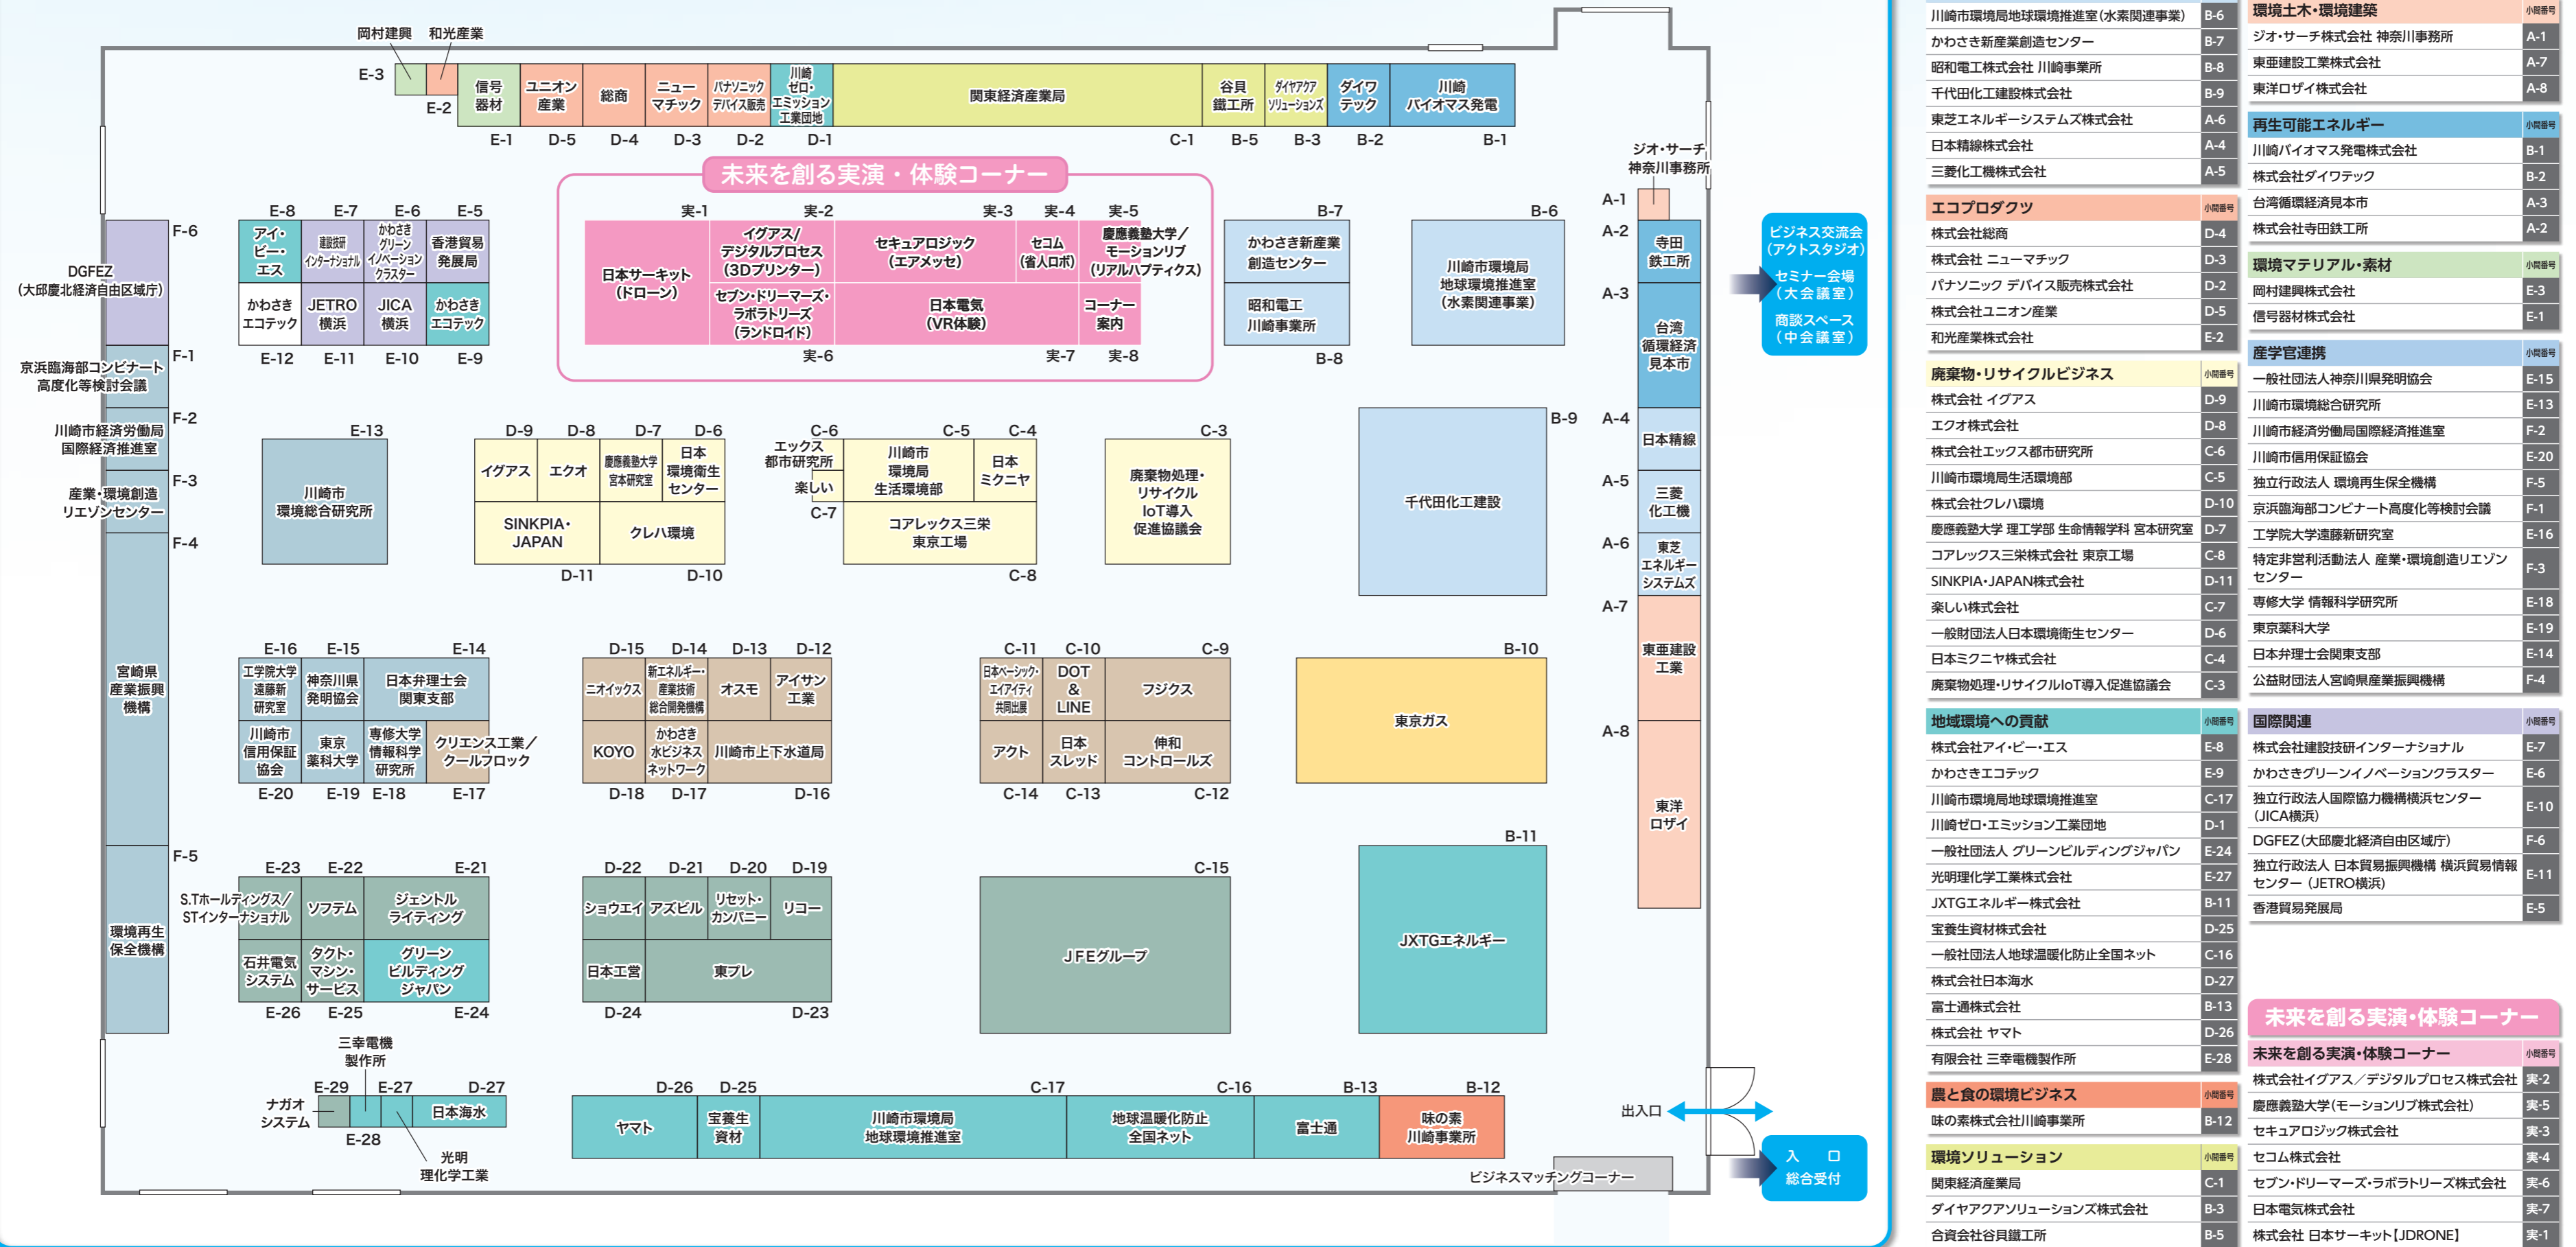 岡村建興
和光産業
E-3
E-2
信号
器材
ユニオン
産業
総商
ニュー
マチック
パナソニック
デバイス販売
川崎
ゼロ・
エミッション
工業団地
関東経済産業局
谷貝
鐵工所
ダイヤアクア
ソリューションズ
ダイワ
テック
川崎
バイオマス発電
E-1
D-5
D-4
D-3
D-2
D-1
C-1
B-5
B-3
B-2
B-1
ジオ・サーチ
神奈川事務所
未来を創る実演・体験コーナー
実-1
実-2
実-3
実-4
実-5
日本サーキット
(ドローン)
イグアス/
デジタルプロセス
(3Dプリンター)
セキュアロジック
(エアメッセ)
セコム
(省人ロボ)
慶應義塾大学/
モーションリブ
(リアルハプティクス)
セブン・ドリーマーズ・
ラボラトリーズ
(ランドロイド)
日本電気
(VR体験)
コーナー
案内
実-6
実-7
実-8
E-8
E-7
E-6
E-5
アイ・
ビー・
エス
建設技研
インターナショナル
かわさき
グリーン
イノベーション
クラスター
香港貿易
発展局
かわさき
エコテック
JETRO
横浜
JICA
横浜
かわさき
エコテック
E-12
E-11
E-10
E-9
F-6
DGFEZ
(大邱慶北経済自由区域庁)
F-1
京浜臨海部コンビナート
高度化等検討会議
F-2
川崎市経済労働局
国際経済推進室
F-3
産業・環境創造
リエゾンセンター
F-4
宮崎県
産業振興
機構
F-5
環境再生
保全機構
B-7
かわさき新産業
創造センター
昭和電工
川崎事業所
B-8
B-6
川崎市環境局
地球環境推進室
(水素関連事業)
A-1
A-2
寺田
鉄工所
A-3
台湾
循環経済
見本市
A-4
日本精線
A-5
三菱
化工機
A-6
東芝
エネルギー
システムズ
A-7
東亜建設
工業
A-8
東洋
ロザイ
ビジネス交流会
(アクトスタジオ)
セミナー会場
(大会議室)
商談スペース
(中会議室)
E-13
川崎市
環境総合研究所
D-9
D-8
D-7
D-6
イグアス
エクオ
慶應義塾大学
宮本研究室
日本
環境衛生
センター
SINKPIA・
JAPAN
クレハ環境
D-11
D-10
C-6
エックス
都市研究所
楽しい
C-7
C-5
C-4
川崎市
環境局
生活環境部
日本
ミクニヤ
コアレックス三栄
東京工場
C-8
C-3
廃棄物処理・
リサイクル
IoT導入
促進協議会
B-9
千代田化工建設
E-16
E-15
E-14
工学院大学
遠藤新
研究室
神奈川県
発明協会
日本弁理士会
関東支部
川崎市
信用保証
協会
東京
薬科大学
専修大学
情報科学
研究所
クリエンス工業/
クールフロック
E-20
E-19
E-18
E-17
D-15
D-14
D-13
D-12
ニオイックス
新エネルギー・
産業技術
総合開発機構
オスモ
アイサン
工業
KOYO
かわさき
水ビジネス
ネットワーク
川崎市上下水道局
D-18
D-17
D-16
C-11
C-10
C-9
日本ベーシック・
エイアイティ
共同出展
DOT
&
LINE
フジクス
アクト
日本
スレッド
伸和
コントロールズ
C-14
C-13
C-12
B-10
東京ガス
E-23
E-22
E-21
S.Tホールディングス/
STインターナショナル
ソフテム
ジェントル
ライティング
石井電気
システム
タクト・
マシン・
サービス
グリーン
ビルディング
ジャパン
E-26
E-25
E-24
D-22
D-21
D-20
D-19
ショウエイ
アズビル
リセット・
カンパニー
リコー
日本工営
東プレ
D-24
D-23
C-15
JFEグループ
B-11
JXTGエネルギー
三幸電機
製作所
E-29
E-27
D-27
ナガオ
システム
日本海水
E-28
光明
理化学工業
D-26
D-25
C-17
C-16
B-13
B-12
ヤマト
宝養生
資材
川崎市環境局
地球環境推進室
地球温暖化防止
全国ネット
富士通
味の素
川崎事業所
出入口
ビジネスマッチングコーナー
入 口
総合受付
川崎市環境局地球環境推進室(水素関連事業) B-6
かわさき新産業創造センター B-7
昭和電工株式会社 川崎事業所 B-8
千代田化工建設株式会社 B-9
東芝エネルギーシステムズ株式会社 A-6
日本精線株式会社 A-4
三菱化工機株式会社 A-5
エコプロダクツ 小間番号
株式会社総商 D-4
株式会社 ニューマチック D-3
パナソニック デバイス販売株式会社 D-2
株式会社ユニオン産業 D-5
和光産業株式会社 E-2
廃棄物・リサイクルビジネス 小間番号
株式会社 イグアス D-9
エクオ株式会社 D-8
株式会社エックス都市研究所 C-6
川崎市環境局生活環境部 C-5
株式会社クレハ環境 D-10
慶應義塾大学 理工学部 生命情報学科 宮本研究室 D-7
コアレックス三栄株式会社 東京工場 C-8
SINKPIA・JAPAN株式会社 D-11
楽しい株式会社 C-7
一般財団法人日本環境衛生センター D-6
日本ミクニヤ株式会社 C-4
廃棄物処理・リサイクルIoT導入促進協議会 C-3
地域環境への貢献 小間番号
株式会社アイ・ビー・エス E-8
かわさきエコテック E-9
川崎市環境局地球環境推進室 C-17
川崎ゼロ・エミッション工業団地 D-1
一般社団法人 グリーンビルディングジャパン E-24
光明理化学工業株式会社 E-27
JXTGエネルギー株式会社 B-11
宝養生資材株式会社 D-25
一般社団法人地球温暖化防止全国ネット C-16
株式会社日本海水 D-27
富士通株式会社 B-13
株式会社 ヤマト D-26
有限会社 三幸電機製作所 E-28
農と食の環境ビジネス 小間番号
味の素株式会社川崎事業所 B-12
環境ソリューション 小間番号
関東経済産業局 C-1
ダイヤアクアソリューションズ株式会社 B-3
合資会社谷貝鐵工所 B-5
環境土木・環境建築 小間番号
ジオ・サーチ株式会社 神奈川事務所 A-1
東亜建設工業株式会社 A-7
東洋ロザイ株式会社 A-8
再生可能エネルギー 小間番号
川崎バイオマス発電株式会社 B-1
株式会社ダイワテック B-2
台湾循環経済見本市 A-3
株式会社寺田鉄工所 A-2
環境マテリアル・素材 小間番号
岡村建興株式会社 E-3
信号器材株式会社 E-1
産学官連携 小間番号
一般社団法人神奈川県発明協会 E-15
川崎市環境総合研究所 E-13
川崎市経済労働局国際経済推進室 F-2
川崎市信用保証協会 E-20
独立行政法人 環境再生保全機構 F-5
京浜臨海部コンビナート高度化等検討会議 F-1
工学院大学遠藤新研究室 E-16
特定非営利活動法人 産業・環境創造リエゾン
センター F-3
専修大学 情報科学研究所 E-18
東京薬科大学 E-19
日本弁理士会関東支部 E-14
公益財団法人宮崎県産業振興機構 F-4
国際関連 小間番号
株式会社建設技研インターナショナル E-7
かわさきグリーンイノベーションクラスター E-6
独立行政法人国際協力機構横浜センター
(JICA横浜) E-10
DGFEZ(大邱慶北経済自由区域庁) F-6
独立行政法人 日本貿易振興機構 横浜貿易情報
センター (JETRO横浜) E-11
香港貿易発展局 E-5
未来を創る実演・体験コーナー
未来を創る実演・体験コーナー 小間番号
株式会社イグアス/デジタルプロセス株式会社 実-2
慶應義塾大学(モーションリブ株式会社) 実-5
セキュアロジック株式会社 実-3
セコム株式会社 実-4
セブン・ドリーマーズ・ラボラトリーズ株式会社 実-6
日本電気株式会社 実-7
株式会社 日本サーキット【JDRONE】 実-1